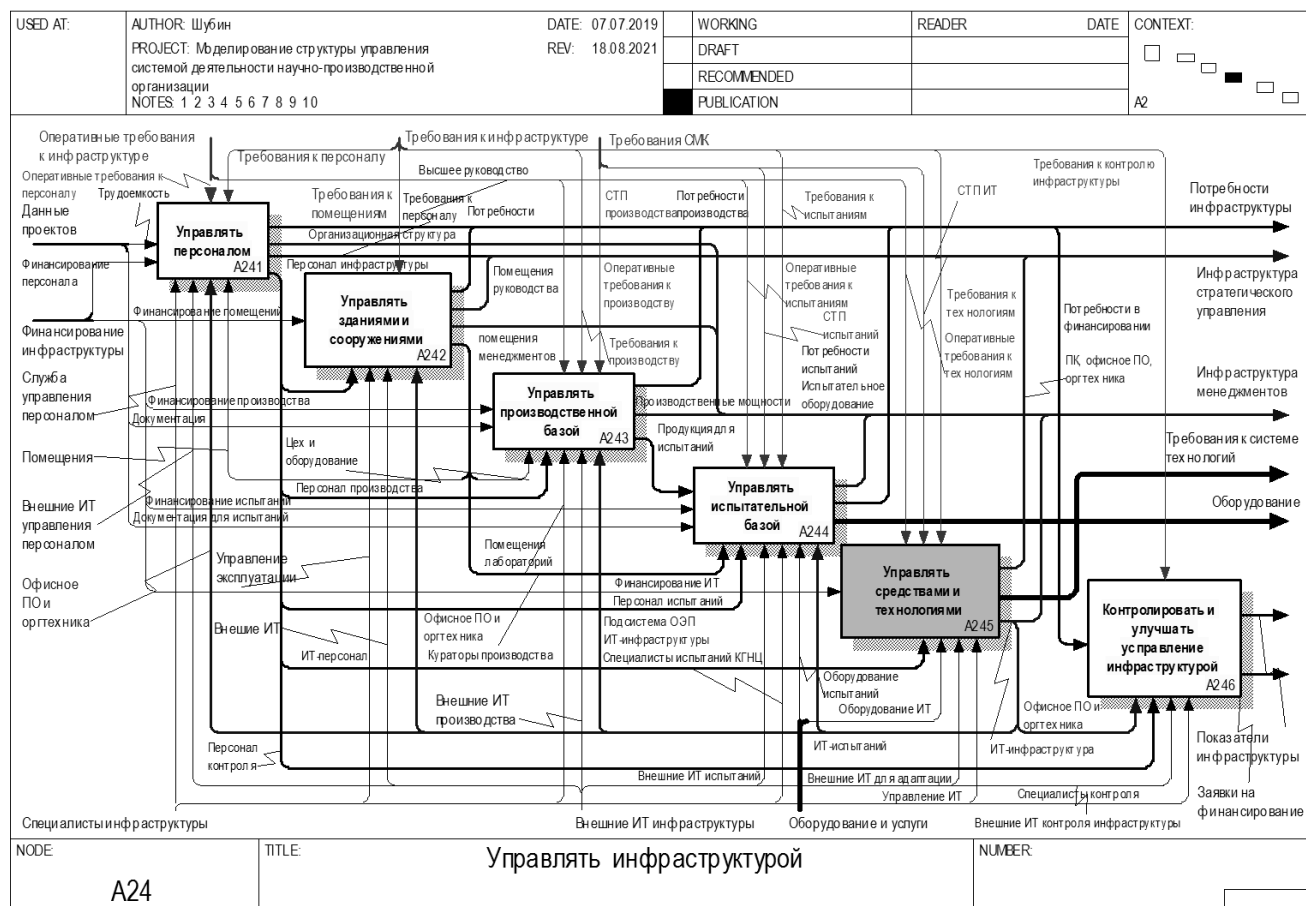 USED AT:
AUTHOR: Шубин
DATE: 07.07.2019
REV: 18.08.2021
PROJECT: Моделирование структуры управления
системой деятельности научно-производственной
организации
NOTES: 1 2 3 4 5 6 7 8 9 10
WORKING
DRAFT
RECOMMENDED
PUBLICATION
READER
DATE
CONTEXT:
A2
Оперативные требования
к инфраструктуре
Требования к инфраструктуре
Требования СМК
Требования к персоналу
Оперативные требования к
персоналу
Трудоемкость
Высшее руководство
Требования к контролю
инфраструктуры
Данные
проектов
Требования к
помещениям
Требования к
персоналу
Потребности
СТП
производства
Потребности
производства
Требования к
испытаниям
СТП ИТ
Потребности
инфраструктуры
Управлять
персоналом
A241
Организационная структура
Персонал инфраструктуры
Финансирование
персонала
Помещения
руководства
Оперативные
требования к
производству
Оперативные
требования к
испытаниям
СТП
испытаний
Требования к
технологиям
Инфраструктура
стратегического
управления
Управлять
зданиями и
сооружениями
A242
Финансирование помещений
Потребности в
финансировании
Финансирование
инфраструктуры
помещения
менеджментов
Требования к
производству
Потребности
испытаний
Испытательное
оборудование
Оперативные
требования к
технологиям
ПК, офисное ПО,
оргтехника
Служба
управления
персоналом
Инфраструктура
менеджментов
Управлять
производственной
базой
A243
Финансирование производства
Документация
Производственные мощности
Продукция для
испытаний
Цех и
оборудование
Помещения
Требования к системе
технологий
Персонал производства
Управлять
испытательной
базой
A244
Финансирование испытаний
Документация для испытаний
Оборудование
Внешние ИТ
управления
персоналом
Помещения
лабораторий
Управление
эксплуатации
Управлять
средствами и
технологиями
A245
Финансирование ИТ
Персонал испытаний
Офисное
ПО и
оргтехника
Внешие ИТ
ИТ-персонал
Офисное ПО и
оргтехника
Кураторы производства
Подсистема ОЭП
ИТ-инфраструктуры
Специалисты испытаний КГНЦ
Контролировать и
улучшать
усправление
инфраструктурой
A246
Оборудование
испытаний
Оборудование ИТ
Внешние ИТ
производства
Офисное ПО и
оргтехника
Персонал
контроля
ИТ-испытаний
ИТ-инфраструктура
Показатели
инфраструктуры
Внешние ИТ испытаний
Внешние ИТ для адаптации
Управление ИТ
Специалисты контроля
Заявки на
финансирование
Специалисты инфраструктуры
Внешние ИТ инфраструктуры
Оборудование и услуги
Внешние ИТ контроля инфраструктуры
NODE:
A24
TITLE:
Управлять инфраструктурой
NUMBER: